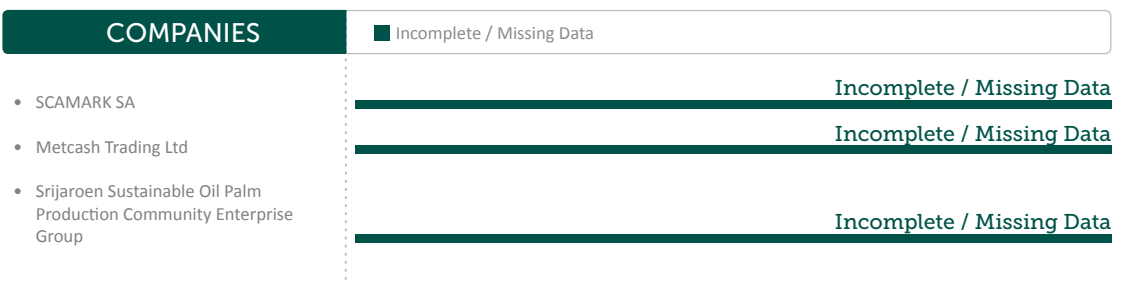 COMPANIES
Incomplete / Missing Data
• SCAMARK SA
Incomplete / Missing Data
• Metcash Trading Ltd
Incomplete / Missing Data
• Srijaroen Sustainable Oil Palm
Production Community Enterprise
Group
Incomplete / Missing Data